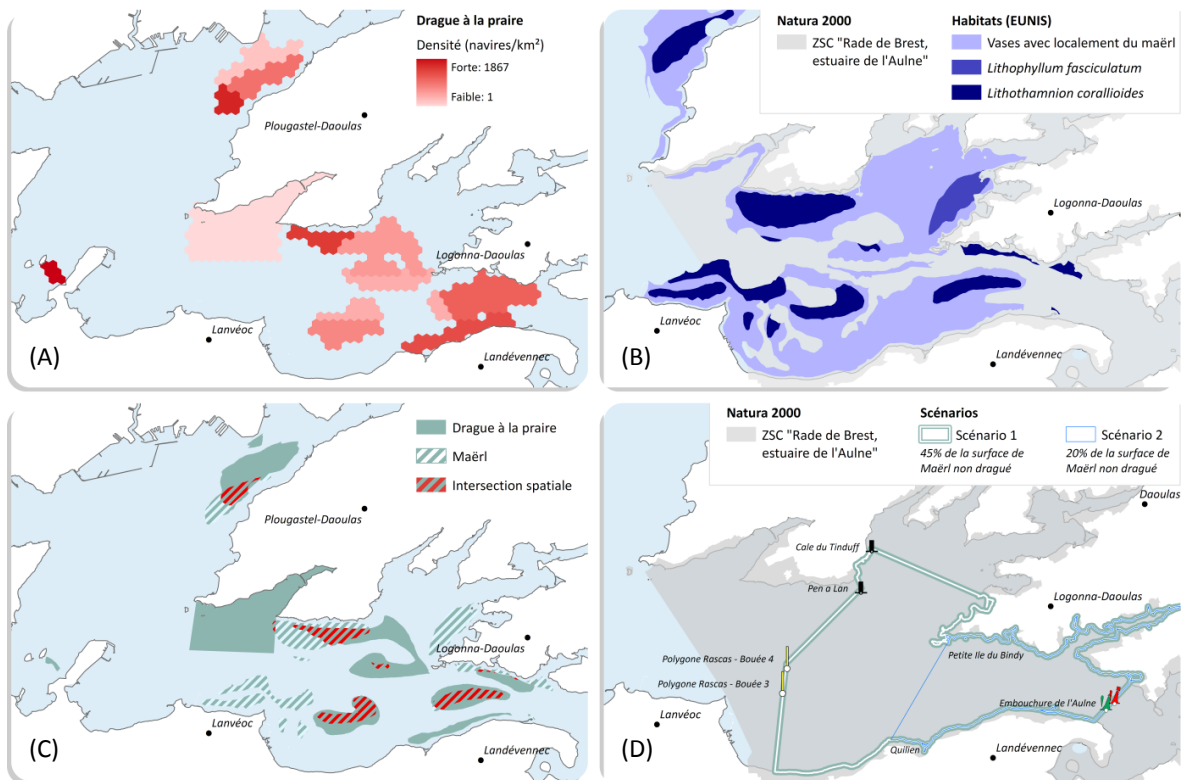 Drague à la praire
Densité (navires/km²)
Forte: 1867
Faible: 1
Plougastel-Daoulas
Logonna-Daoulas
Lanvéoc
Landévennec
(A)
Natura 2000
ZSC "Rade de Brest,
estuaire de l'Aulne"
Habitats (EUNIS)
Vases avec localement du maërl
Lithophyllum fasciculatum
Lithothamnion corallioides
Logonna-Daoulas
Lanvéoc
Landévennec
(B)
Drague à la praire
Maërl
Intersection spatiale
Plougastel-Daoulas
Logonna-Daoulas
Lanvéoc
Landévennec
(C)
Natura 2000
ZSC "Rade de Brest,
estuaire de l'Aulne"
Scénarios
Scénario 1
45% de la surface de
Maërl non dragué
Scénario 2
20% de la surface de
Maërl non dragué
Daoulas
Cale du Tinduff
Pen a Lan
Logonna-Daoulas
Petite Ile du Bindy
Polygone Rascas - Bouée 4
Polygone Rascas - Bouée 3
Embouchure de l'Aulne
Lanvéoc
Quilien
Landévennec
(D)